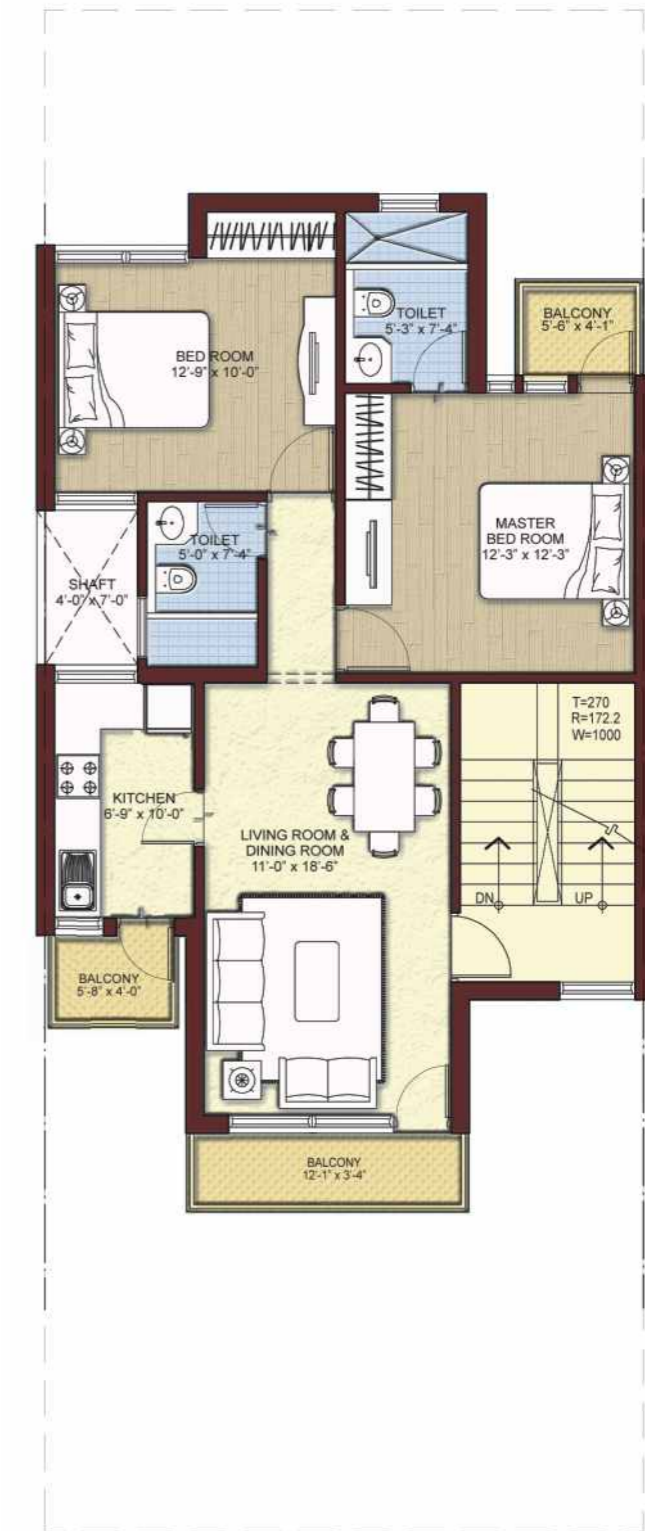 TOILET
5'-3" x 7'-4"
BALCONY
5'-6" x 4'-1"
BED ROOM
12'-9" x 10'-0"
MASTER
BED ROOM
12'-3" x 12'-3"
TOILET
5'-0" x 7'-4"
SHAFT
4'-0" x 7'-0"
T=270
R=172.2
W=1000
KITCHEN
6'-9" x 10'-0"
LIVING ROOM &
DINING ROOM
11'-0" x 18'-6"
DN
UP
BALCONY
5'-8" x 4'-0"
BALCONY
12'-1" x 3'-4"